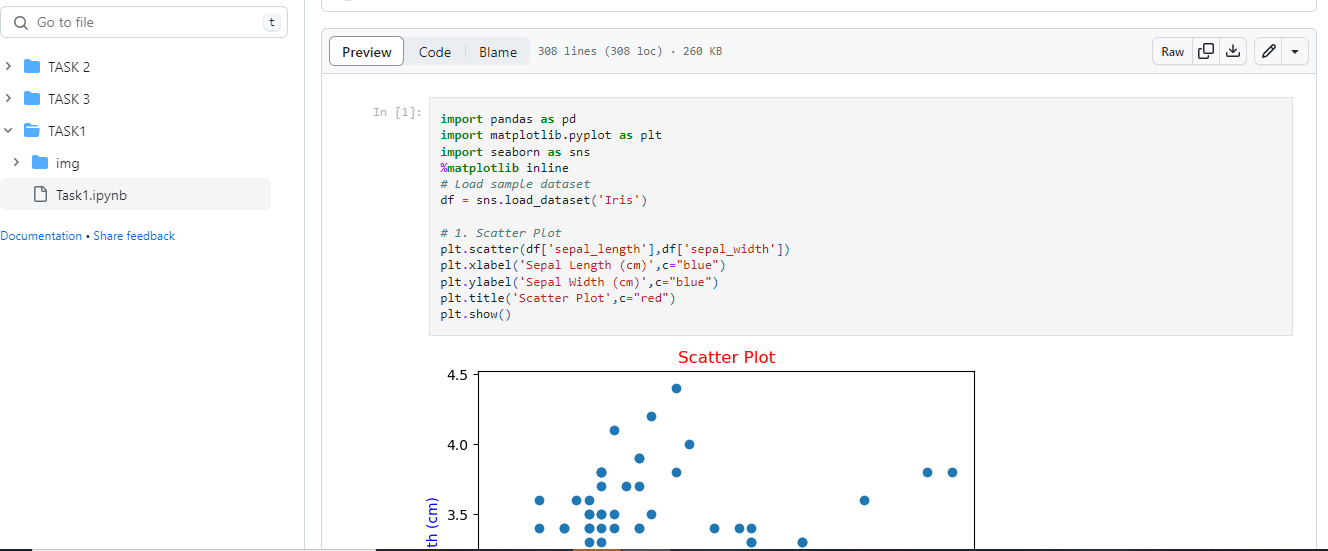 Go to file
t
TASK 2
TASK 3
TASK1
img
Task1.ipynb
Documentation • Share feedback
Preview
Code
Blame
308 lines (308 loc) · 260 KB
Raw
In [1]:
import pandas as pd
import matplotlib.pyplot as plt
import seaborn as sns
%matplotlib inline
# Load sample dataset
df = sns.load_dataset('Iris')
# 1. Scatter Plot
plt.scatter(df['sepal_length'],df['sepal_width'])
plt.xlabel('Sepal Length (cm)',c="blue")
plt.ylabel('Sepal Width (cm)',c="blue")
plt.title('Scatter Plot',c="red")
plt.show()
Scatter Plot
4.5
4.0
3.5
th (cm)